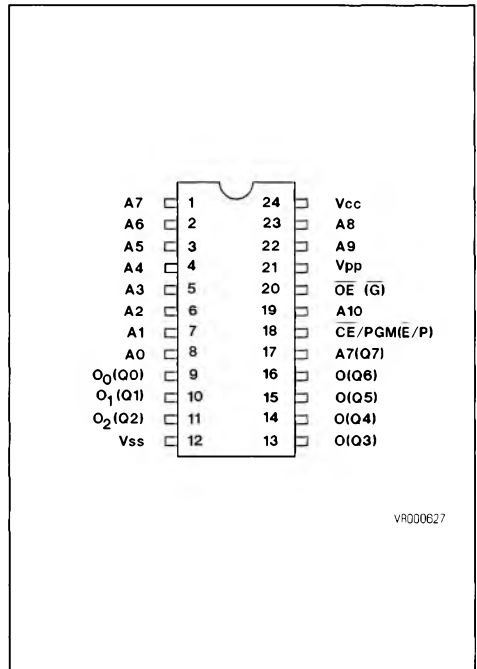 A7 1 24 Vcc
A6 2 23 A8
A5 3 22 A9
A4 4 21 Vpp
A3 5 20 O̅E̅ (G̅)
A2 6 19 A10
A1 7 18 C̅E̅/PGM(E̅/P)
A0 8 17 A7(Q7)
O₀(Q0) 9 16 O(Q6)
O₁(Q1) 10 15 O(Q5)
O₂(Q2) 11 14 O(Q4)
Vss 12 13 O(Q3)
VR000627